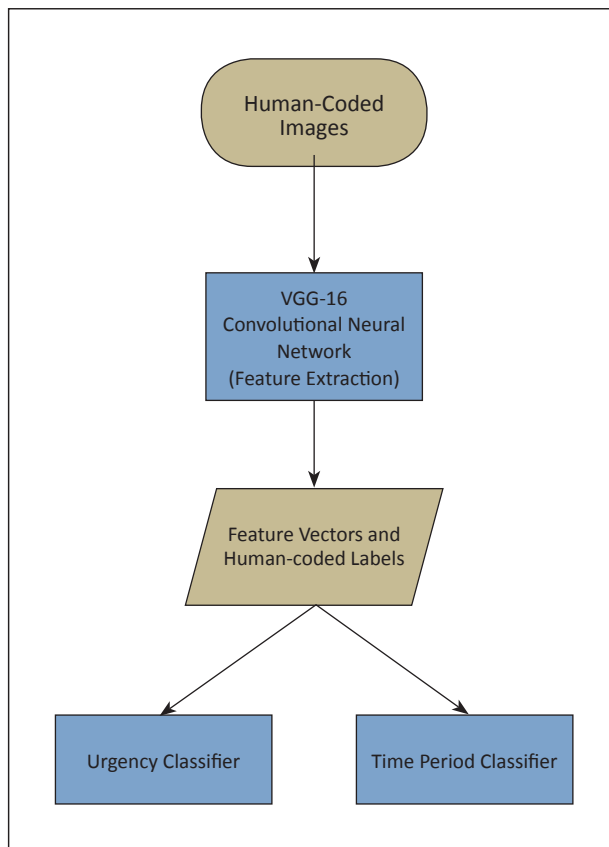 Human-Coded
Images
VGG-16
Convolutional Neural
Network
(Feature Extraction)
Feature Vectors and
Human-coded Labels
Urgency Classifier
Time Period Classifier